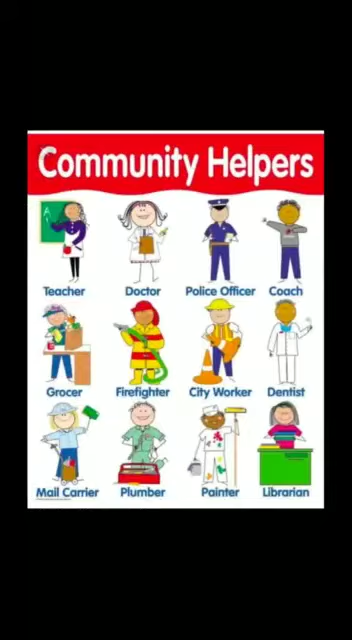 Community Helpers
Teacher Doctor Police Officer Coach
Grocer Firefighter City Worker Dentist
Mail Carrier Plumber Painter Librarian